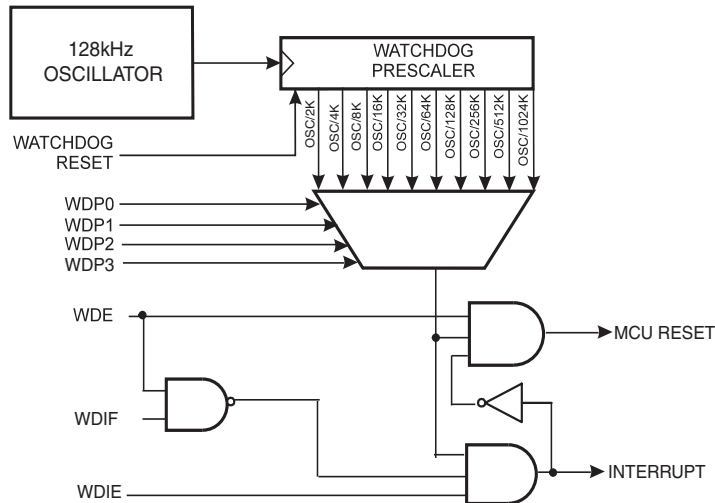 128kHz
OSCILLATOR
WATCHDOG
PRESCALER
OSC/2K
OSC/4K
OSC/8K
OSC/16K
OSC/32K
OSC/64K
OSC/128K
OSC/256K
OSC/512K
OSC/1024K
WATCHDOG
RESET
WDP0
WDP1
WDP2
WDP3
WDE
MCU RESET
WDIF
INTERRUPT
WDIE